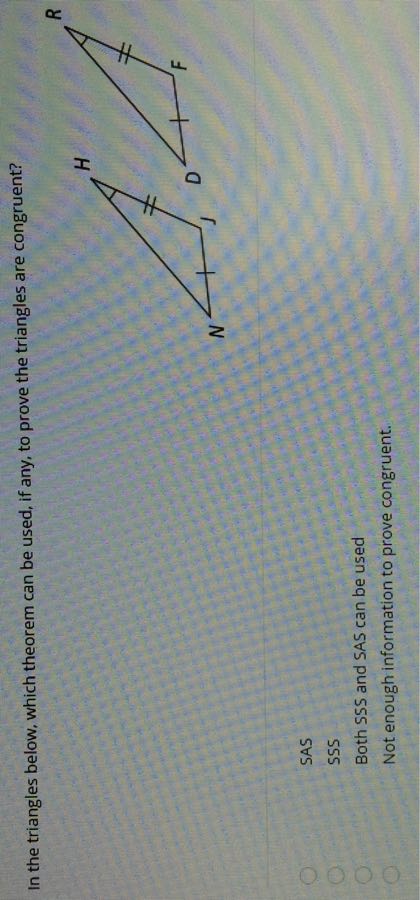 In the triangles below, which theorem can be used, if any, to prove the triangles are congruent?
H
R
N
J
D
F
SAS
SSS
Both SSS and SAS can be used
Not enough information to prove congruent.